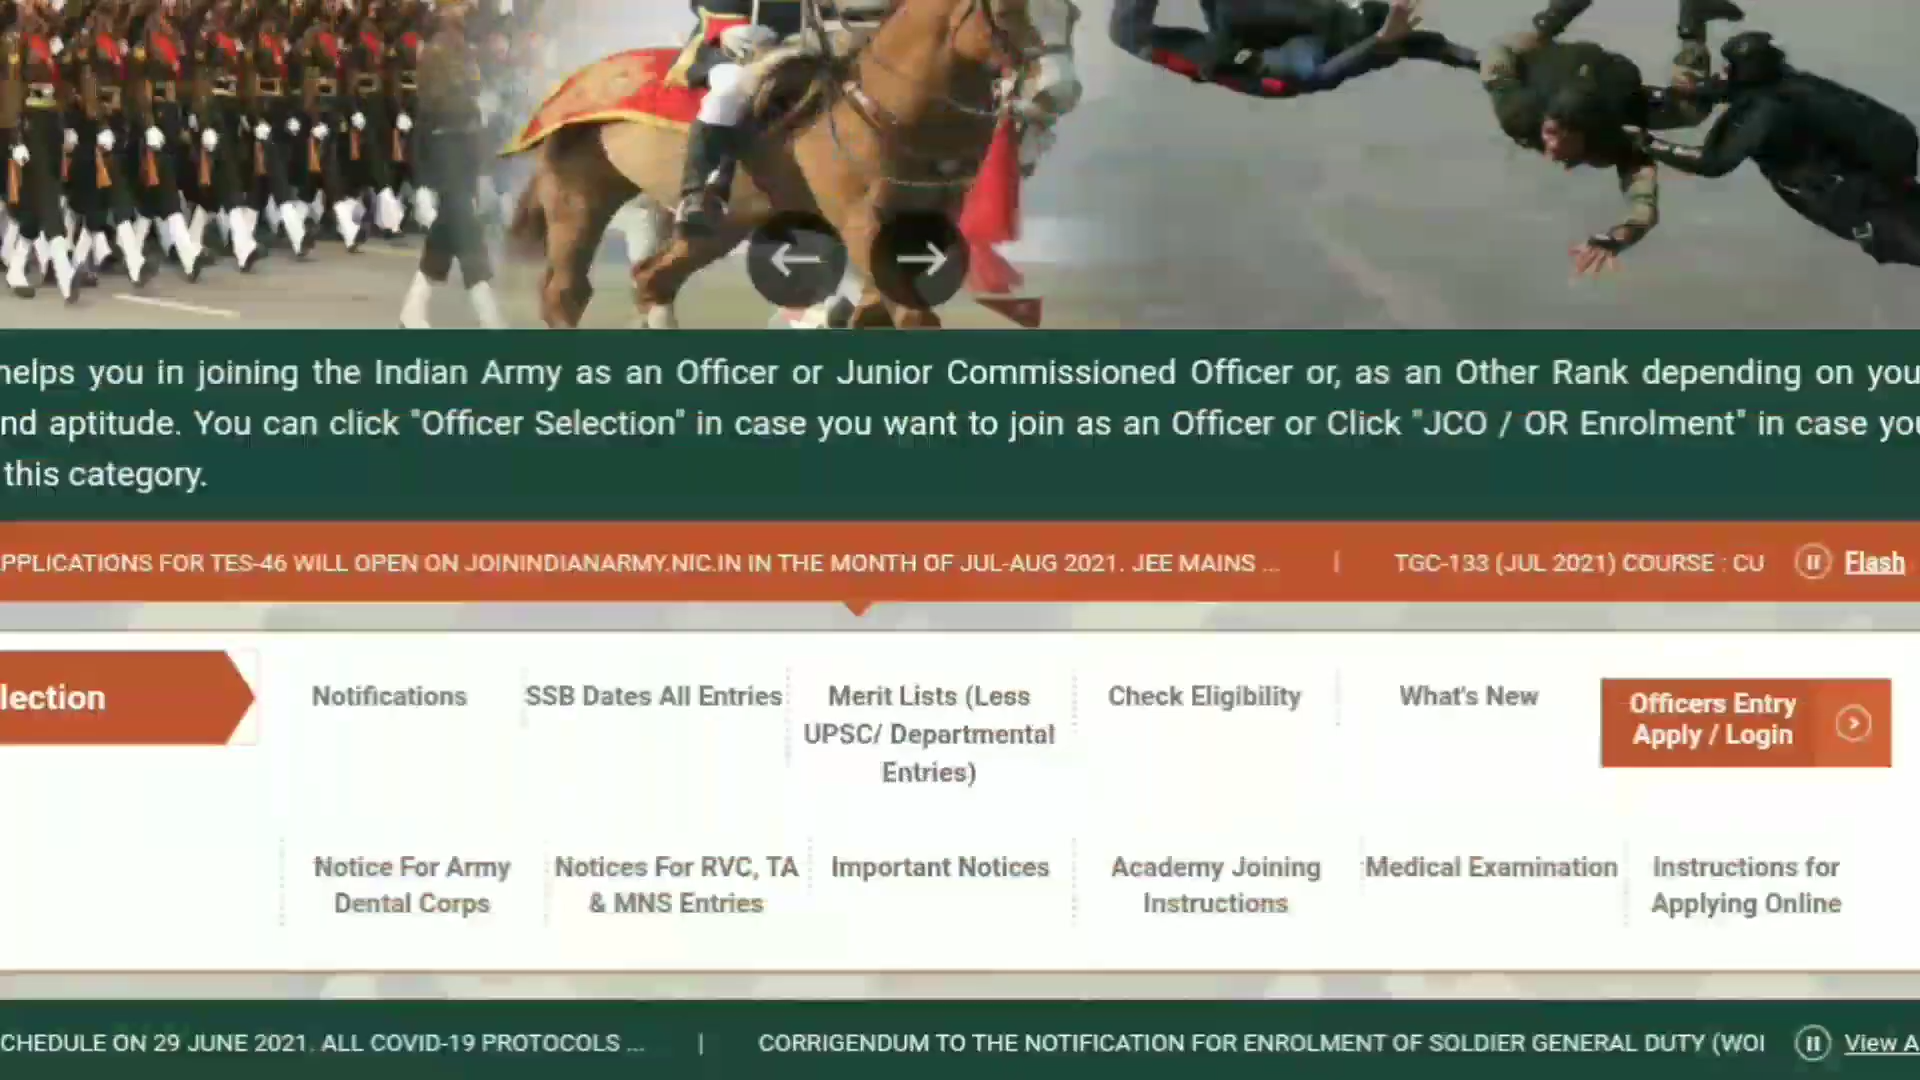 helps you in joining the Indian Army as an Officer or Junior Commissioned Officer or, as an Other Rank depending on you
nd aptitude. You can click "Officer Selection" in case you want to join as an Officer or Click "JCO / OR Enrolment" in case you
this category.
PPLICATIONS FOR TES-46 WILL OPEN ON JOININDIANARMY.NIC.IN IN THE MONTH OF JUL-AUG 2021. JEE MAINS ... | TGC-133 (JUL 2021) COURSE : CU Flash
lection
Notifications
SSB Dates All Entries
Merit Lists (Less
UPSC/ Departmental
Entries)
Check Eligibility
What's New
Officers Entry
Apply / Login
Notice For Army
Dental Corps
Notices For RVC, TA
& MNS Entries
Important Notices
Academy Joining
Instructions
Medical Examination
Instructions for
Applying Online
CHEDULE ON 29 JUNE 2021. ALL COVID-19 PROTOCOLS ... | CORRIGENDUM TO THE NOTIFICATION FOR ENROLMENT OF SOLDIER GENERAL DUTY (WOI View A